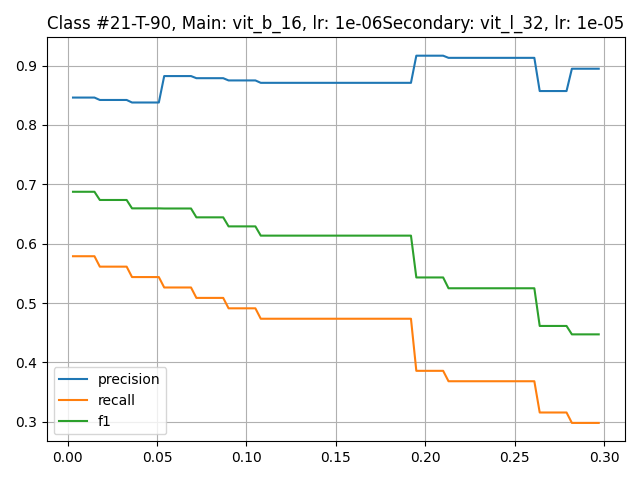 Class #21-T-90, Main: vit_b_16, lr: 1e-06Secondary: vit_l_32, lr: 1e-05
0.9
0.8
0.7
0.6
0.5
0.4
0.3
precision
recall
f1
0.00 0.05 0.10 0.15 0.20 0.25 0.30